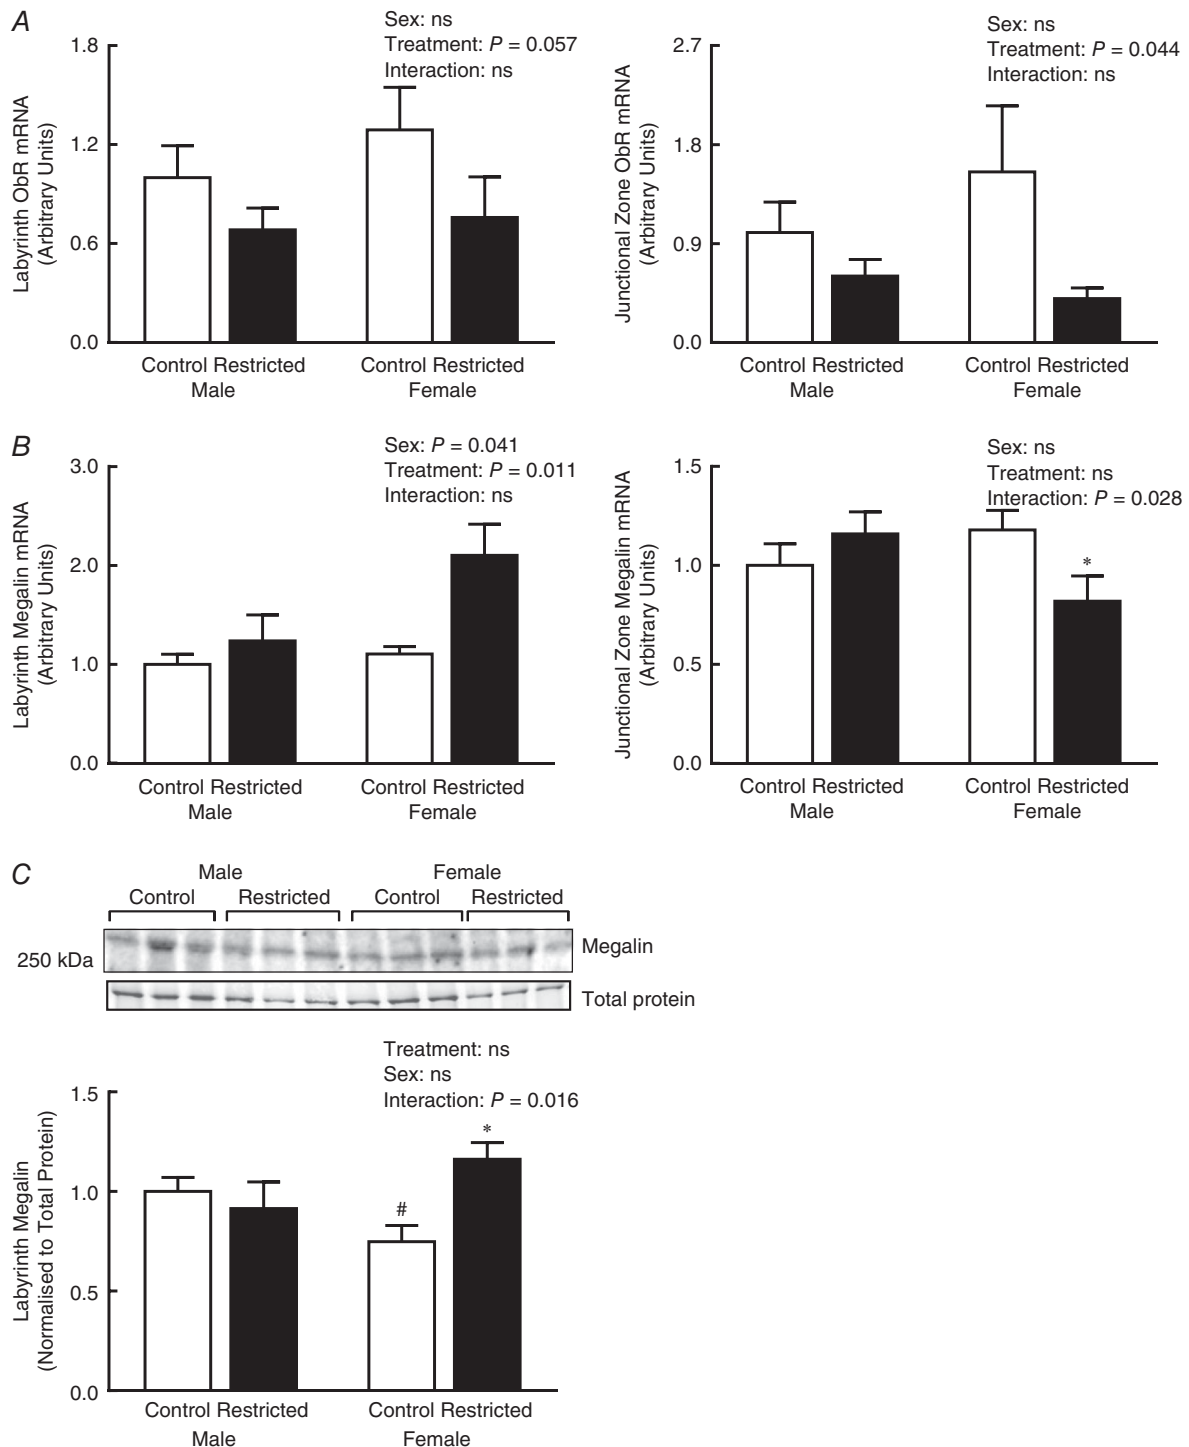 A
Sex: ns
Treatment: P = 0.057
Interaction: ns
Labyrinth ObR mRNA
(Arbitrary Units)
1.8
1.2
0.6
0.0
Control Restricted
Male
Control Restricted
Female
Sex: ns
Treatment: P = 0.044
Interaction: ns
Junctional Zone ObR mRNA
(Arbitrary Units)
2.7
1.8
0.9
0.0
Control Restricted
Male
Control Restricted
Female
B
Sex: P = 0.041
Treatment: P = 0.011
Interaction: ns
Labyrinth Megalin mRNA
(Arbitrary Units)
3.0
2.0
1.0
0.0
Control Restricted
Male
Control Restricted
Female
Sex: ns
Treatment: ns
Interaction: P = 0.028
Junctional Zone Megalin mRNA
(Arbitrary Units)
1.5
1.0
0.5
0.0
*
Control Restricted
Male
Control Restricted
Female
C
Male
Female
Control
Restricted
Control
Restricted
250 kDa
Megalin
Total protein
Treatment: ns
Sex: ns
Interaction: P = 0.016
Labyrinth Megalin
(Normalised to Total Protein)
1.5
1.0
0.5
0.0
#
*
Control Restricted
Male
Control Restricted
Female